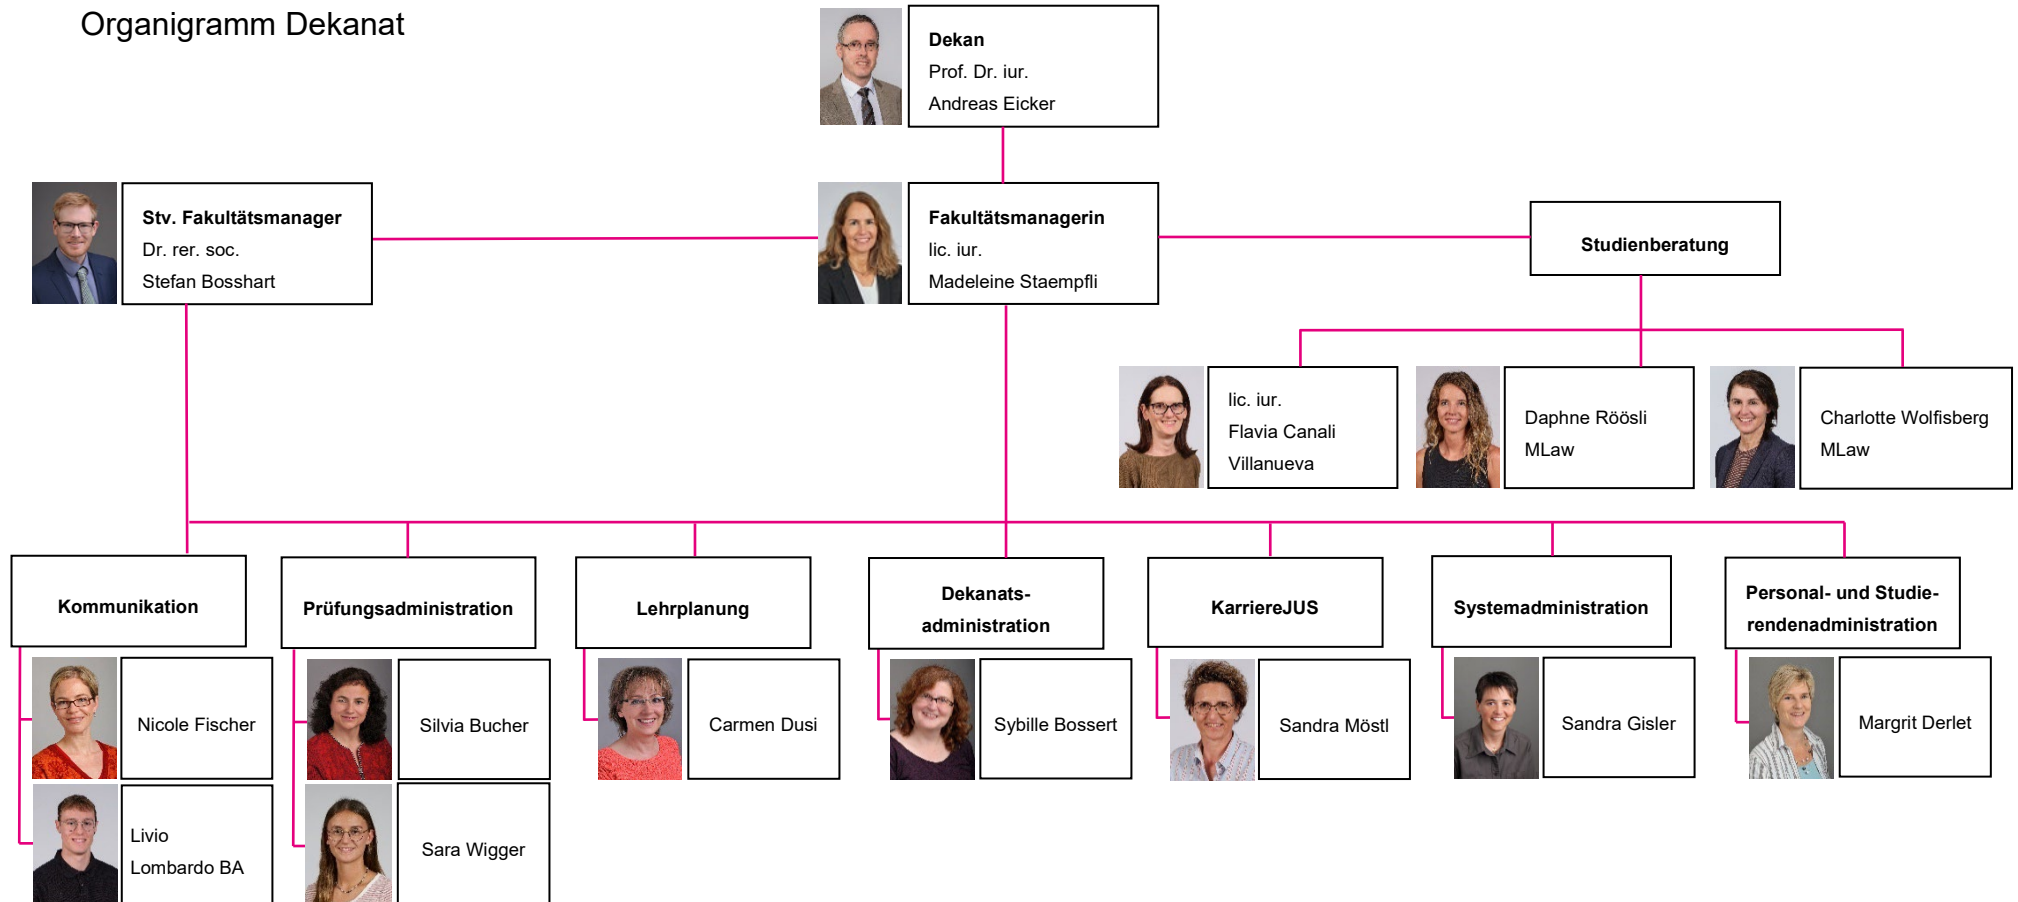 Organigramm Dekanat
Dekan
Prof. Dr. iur.
Andreas Eicker
Stv. Fakultätsmanager
Dr. rer. soc.
Stefan Bosshart
Fakultätsmanagerin
lic. iur.
Madeleine Staempfli
Studienberatung
lic. iur.
Flavia Canali
Villanueva
Daphne Röösli
MLaw
Charlotte Wolfisberg
MLaw
Kommunikation
Prüfungsadministration
Lehrplanung
Dekanats-
administration
KarriereJUS
Systemadministration
Personal- und Studie-
rendenadministration
Nicole Fischer
Silvia Bucher
Carmen Dusi
Sybille Bossert
Sandra Möstl
Sandra Gisler
Margrit Derlet
Livio
Lombardo BA
Sara Wigger